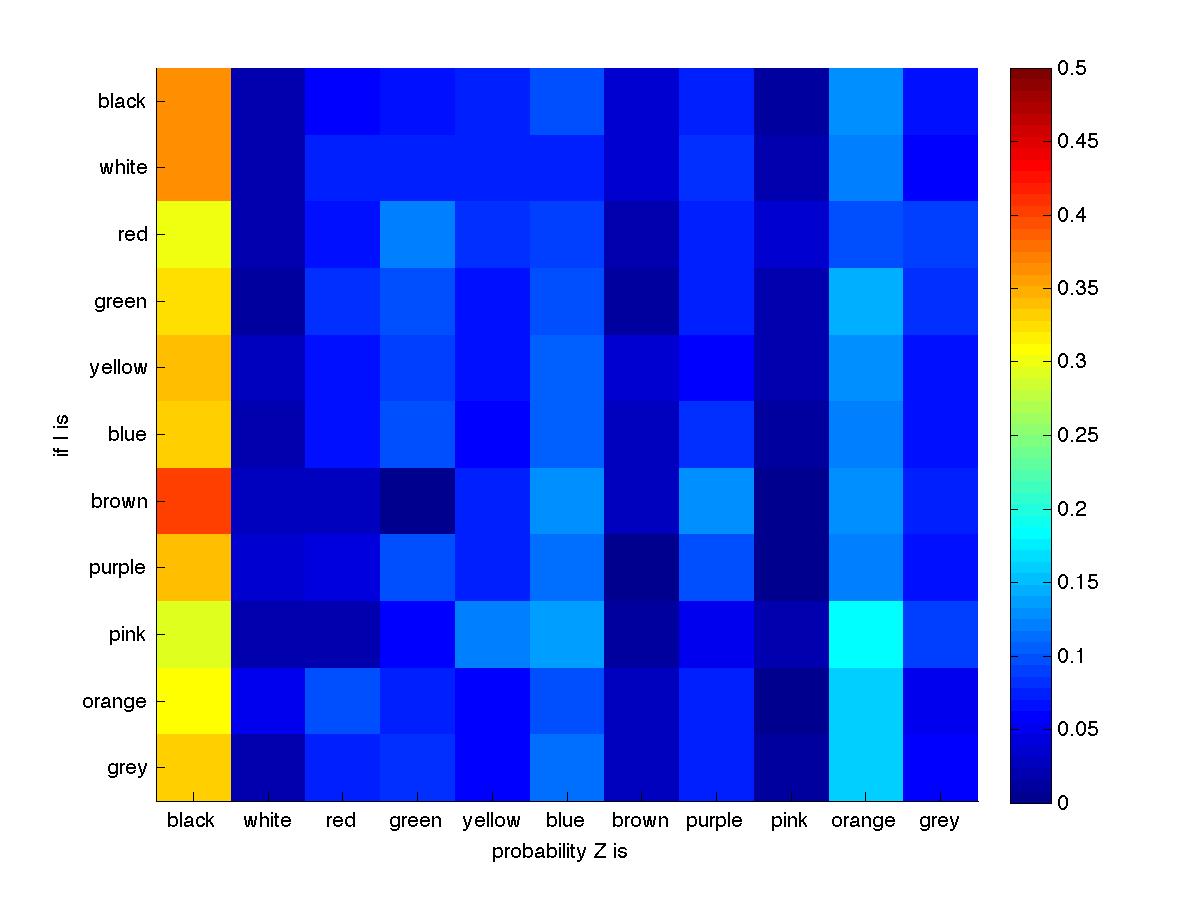 black
white
red
green
yellow
blue
brown
purple
pink
orange
grey
if I is
black white red green yellow blue brown purple pink orange grey
probability Z is
0.5
0.45
0.4
0.35
0.3
0.25
0.2
0.15
0.1
0.05
0